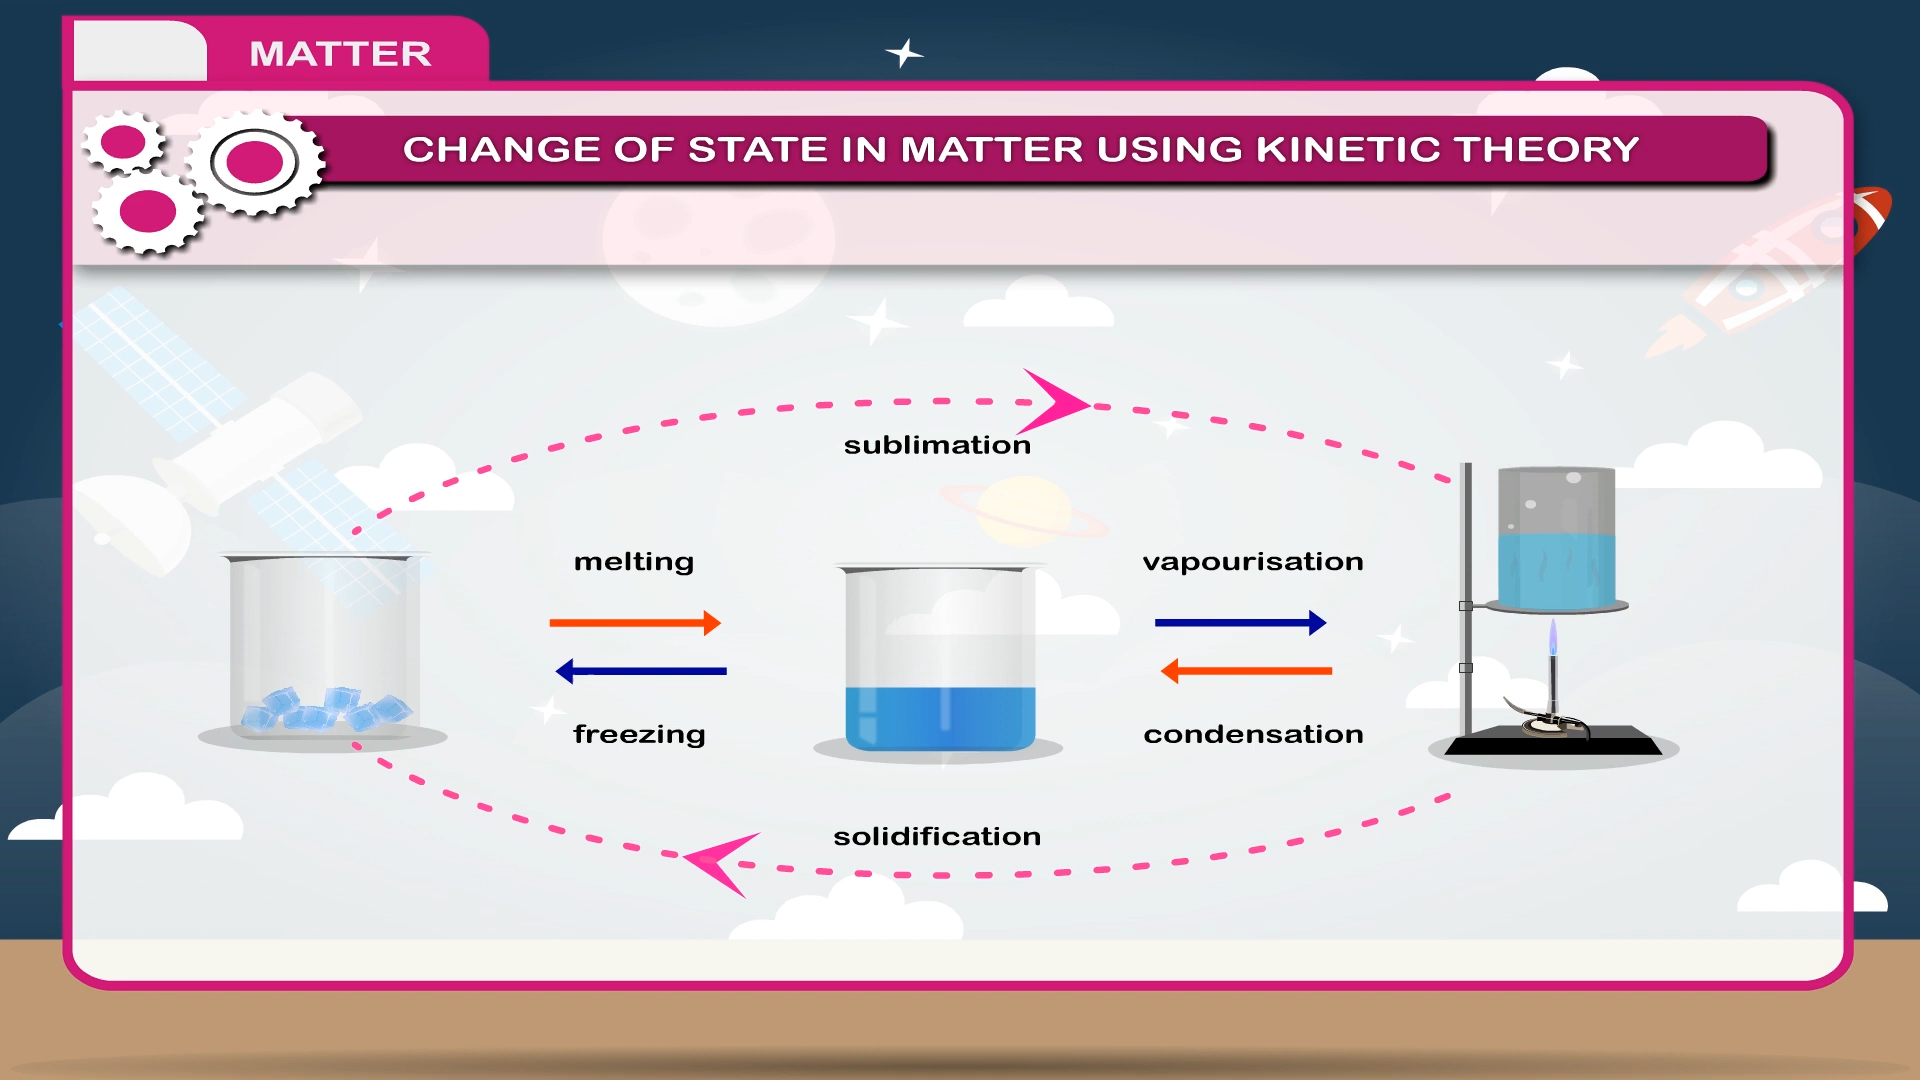 MATTER
CHANGE OF STATE IN MATTER USING KINETIC THEORY
sublimation
melting
vapourisation
freezing
condensation
solidification